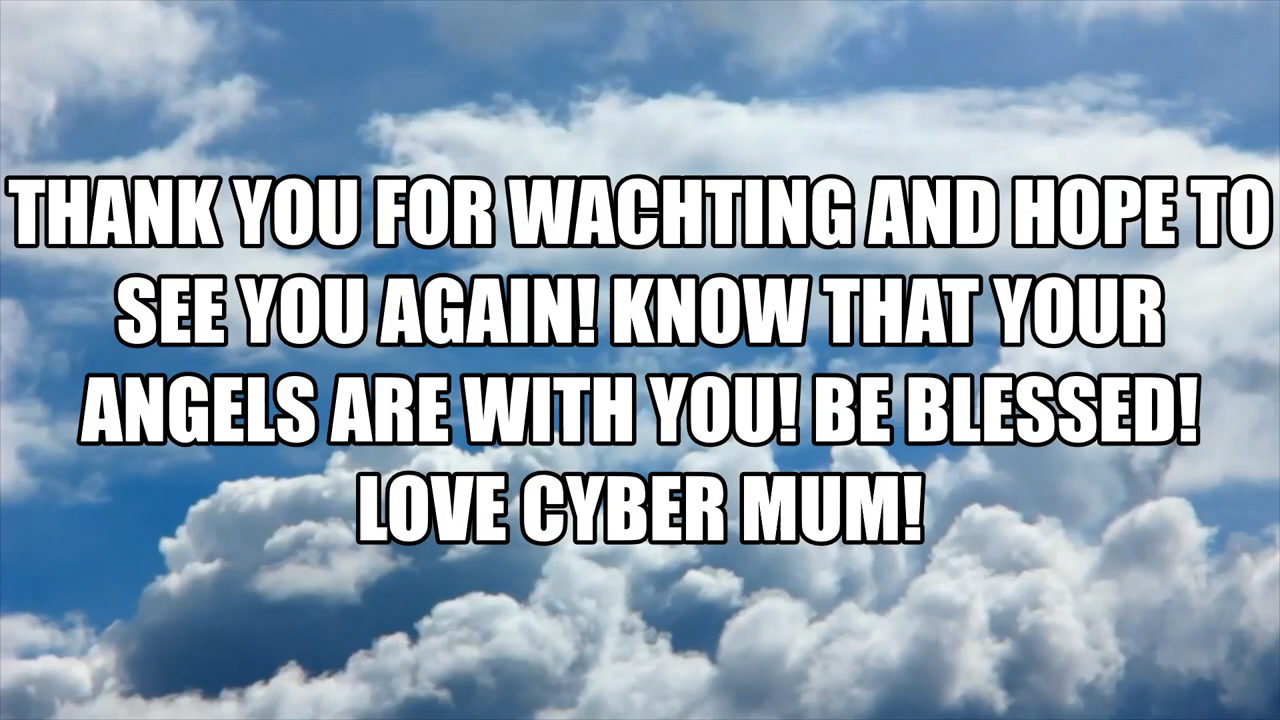 THANK YOU FOR WACHTING AND HOPE TO
SEE YOU AGAIN! KNOW THAT YOUR
ANGELS ARE WITH YOU! BE BLESSED!
LOVE CYBER MUM!